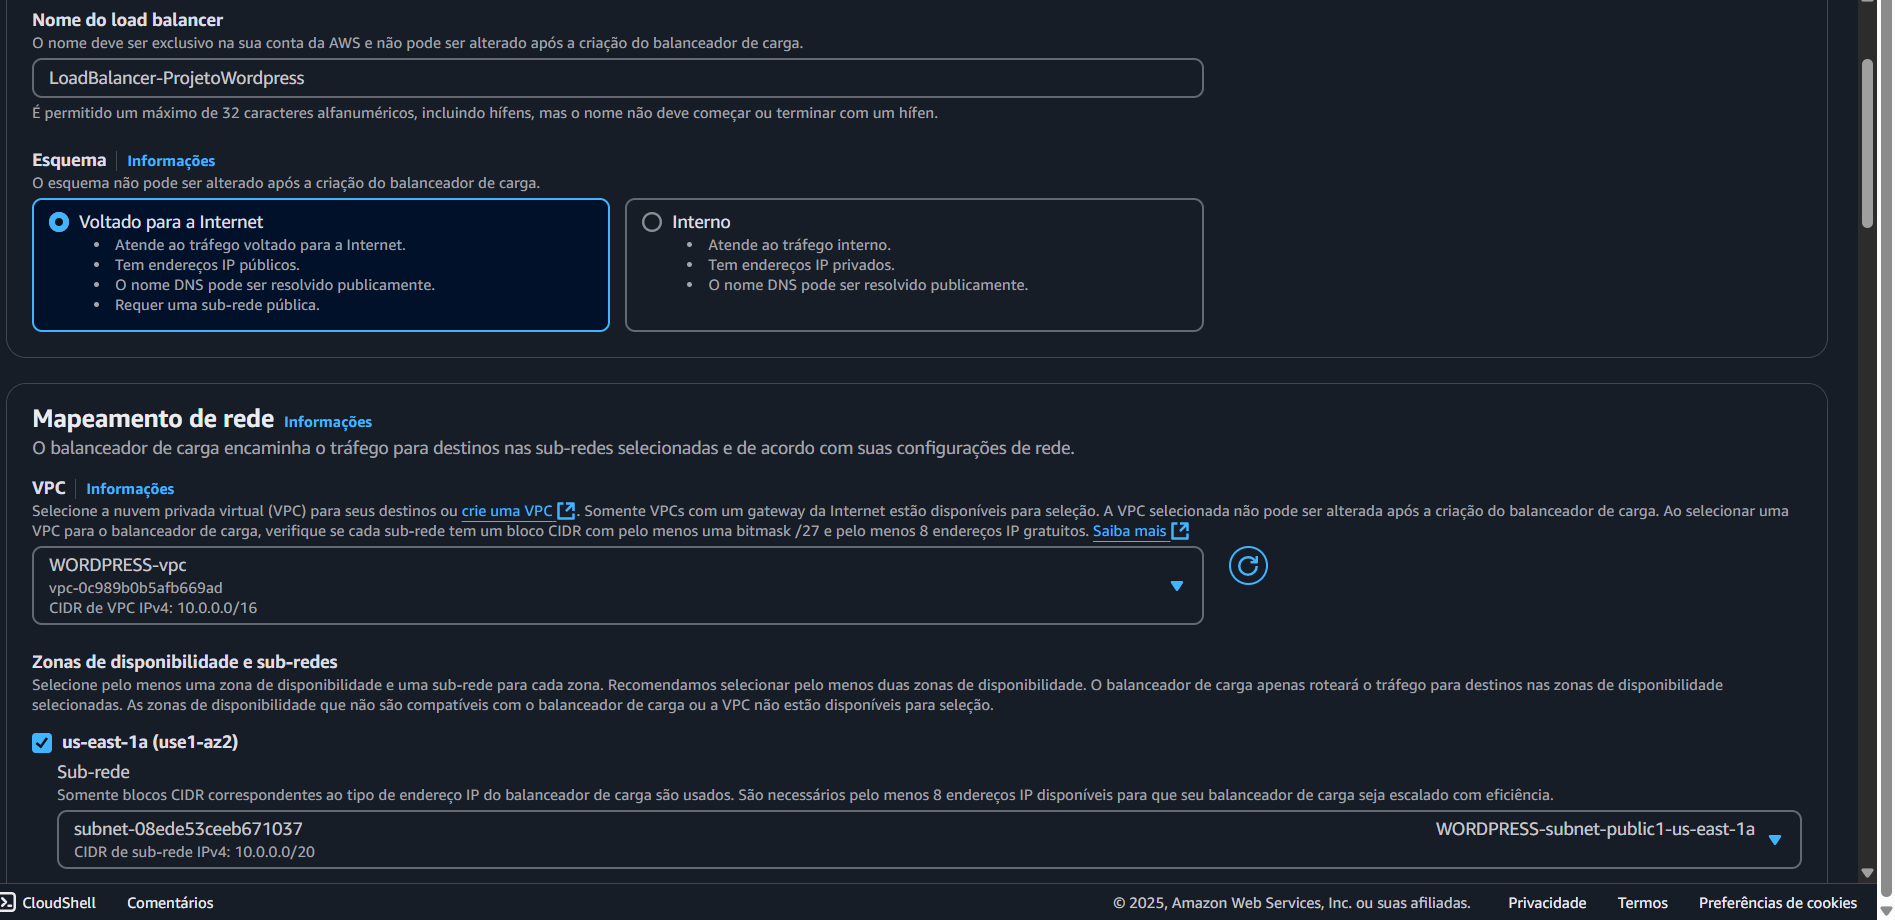 Nome do load balancer
O nome deve ser exclusivo na sua conta da AWS e não pode ser alterado após a criação do balanceador de carga.
LoadBalancer-ProjetoWordpress
É permitido um máximo de 32 caracteres alfanuméricos, incluindo hífens, mas o nome não deve começar ou terminar com um hífen.
Esquema Informações
O esquema não pode ser alterado após a criação do balanceador de carga.
Voltado para a Internet
• Atende ao tráfego voltado para a Internet.
• Tem endereços IP públicos.
• O nome DNS pode ser resolvido publicamente.
• Requer uma sub-rede pública.
Interno
• Atende ao tráfego interno.
• Tem endereços IP privados.
• O nome DNS pode ser resolvido publicamente.
Mapeamento de rede Informações
O balanceador de carga encaminha o tráfego para destinos nas sub-redes selecionadas e de acordo com suas configurações de rede.
VPC Informações
Selecione a nuvem privada virtual (VPC) para seus destinos ou crie uma VPC. Somente VPCs com um gateway da Internet estão disponíveis para seleção. A VPC selecionada não pode ser alterada após a criação do balanceador de carga. Ao selecionar uma
VPC para o balanceador de carga, verifique se cada sub-rede tem um bloco CIDR com pelo menos uma bitmask /27 e pelo menos 8 endereços IP gratuitos. Saiba mais
WORDPRESS-vpc
vpc-0c989b0b5afb669ad
CIDR de VPC IPv4: 10.0.0.0/16
Zonas de disponibilidade e sub-redes
Selecione pelo menos uma zona de disponibilidade e uma sub-rede para cada zona. Recomendamos selecionar pelo menos duas zonas de disponibilidade. O balanceador de carga apenas roteará o tráfego para destinos nas zonas de disponibilidade
selecionadas. As zonas de disponibilidade que não são compatíveis com o balanceador de carga ou a VPC não estão disponíveis para seleção.
us-east-1a (use1-az2)
Sub-rede
Somente blocos CIDR correspondentes ao tipo de endereço IP do balanceador de carga são usados. São necessários pelo menos 8 endereços IP disponíveis para que seu balanceador de carga seja escalado com eficiência.
subnet-08ede53ceeb671037 WORDPRESS-subnet-public1-us-east-1a
CIDR de sub-rede IPv4: 10.0.0.0/20
CloudShell Comentários © 2025, Amazon Web Services, Inc. ou suas afiliadas. Privacidade Termos Preferências de cookies